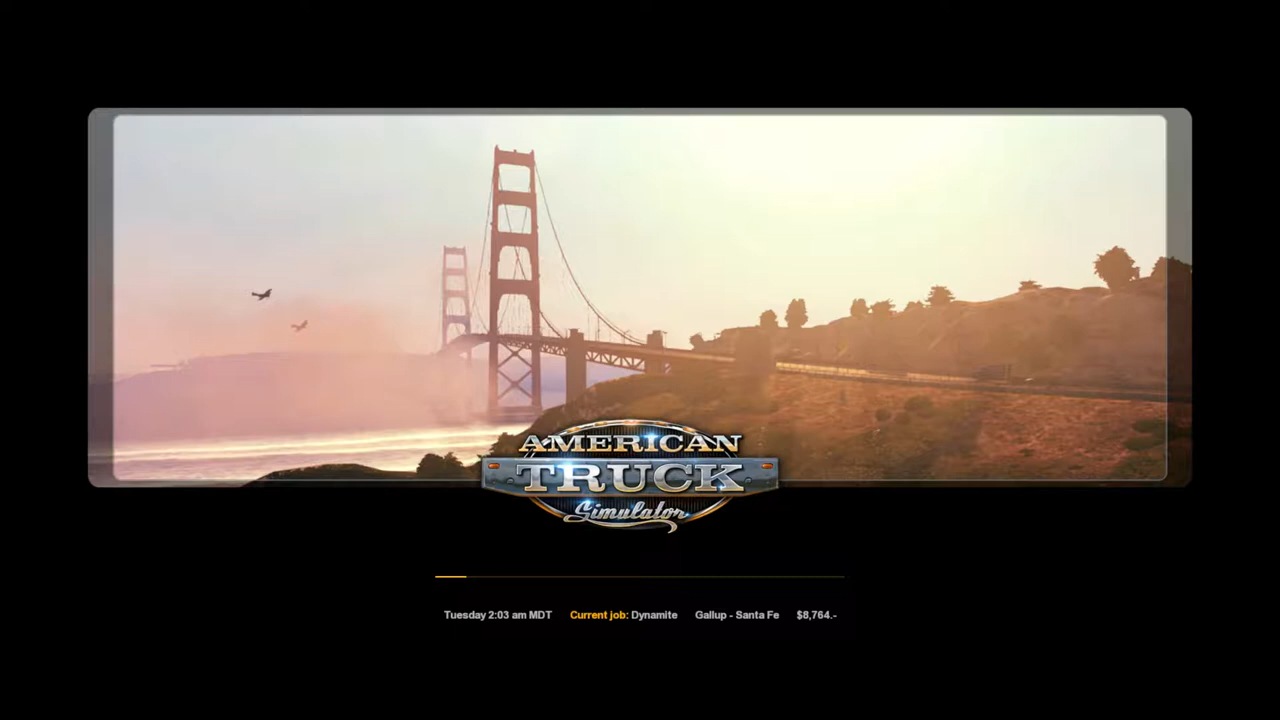 AMERICAN
TRUCK
Simulator
Tuesday 2:03 am MDT Current job: Dynamite Gallup - Santa Fe $8,764.-